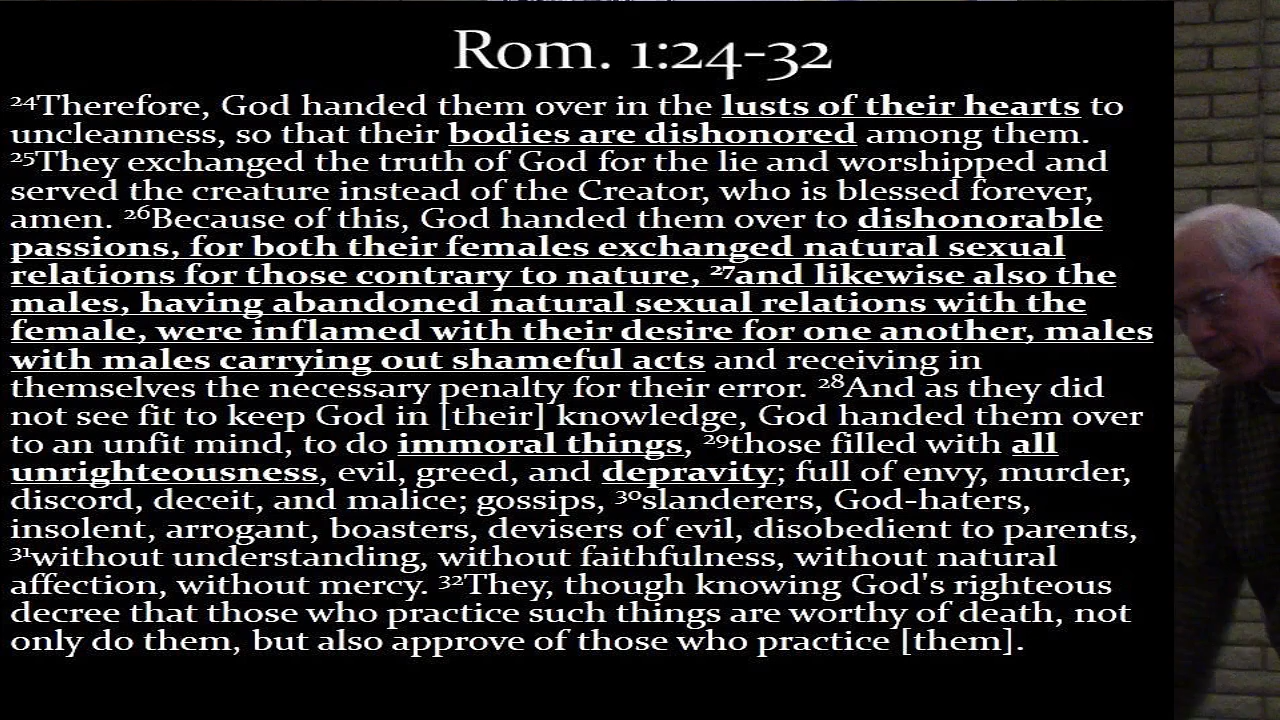 Rom. 1:24-32
24Therefore, God handed them over in the lusts of their hearts to
uncleanness, so that their bodies are dishonored among them.
25They exchanged the truth of God for the lie and worshipped and
served the creature instead of the Creator, who is blessed forever,
amen. 26Because of this, God handed them over to dishonorable
passions, for both their females exchanged natural sexual
relations for those contrary to nature, 27and likewise also the
males, having abandoned natural sexual relations with the
female, were inflamed with their desire for one another, males
with males carrying out shameful acts and receiving in
themselves the necessary penalty for their error. 28And as they did
not see fit to keep God in [their] knowledge, God handed them over
to an unfit mind, to do immoral things, 29those filled with all
unrighteousness, evil, greed, and depravity; full of envy, murder,
discord, deceit, and malice; gossips, 30slanderers, God-haters,
insolent, arrogant, boasters, devisers of evil, disobedient to parents,
31without understanding, without faithfulness, without natural
affection, without mercy. 32They, though knowing God's righteous
decree that those who practice such things are worthy of death, not
only do them, but also approve of those who practice [them].